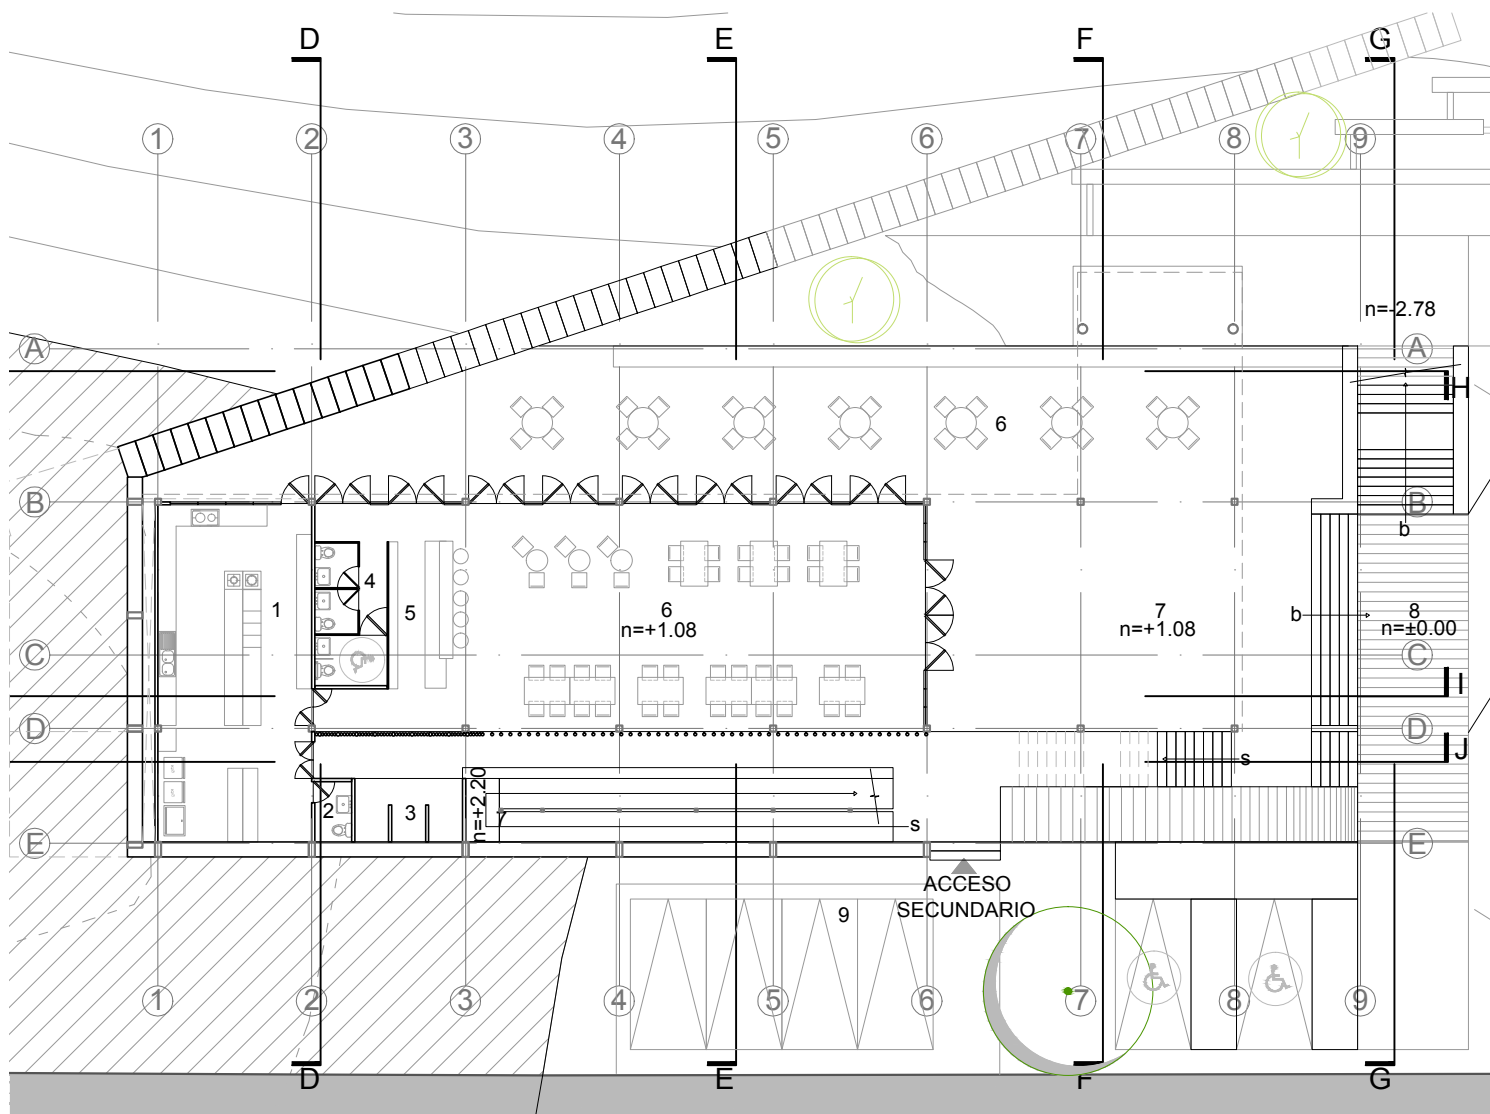 D E F G
1 2 3 4 5 6 7 8 9
n=-2.78
A A
H
6
B B
b
4
1 5 6 7 8
n=+1.08 n=+1.08 b n=±0.00
C C
I
D D
J
s
n=+2.20
2 3
s
E E
ACCESO
SECUNDARIO
9
1 2 3 4 5 6 7 8 9
D E F G